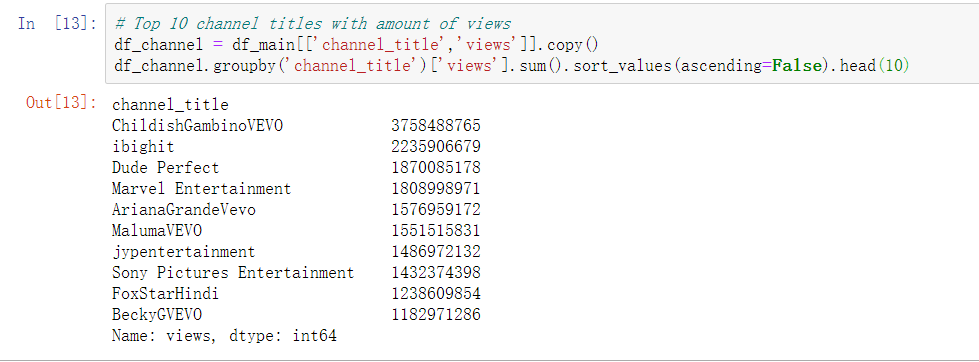 In [13]: # Top 10 channel titles with amount of views
df_channel = df_main[['channel_title','views']].copy()
df_channel.groupby('channel_title')['views'].sum().sort_values(ascending=False).head(10)
Out[13]: channel_title
ChildishGambinoVEVO 3758488765
ibighit 2235906679
Dude Perfect 1870085178
Marvel Entertainment 1808998971
ArianaGrandeVevo 1576959172
MalumaVEVO 1551515831
jypentertainment 1486972132
Sony Pictures Entertainment 1432374398
FoxStarHindi 1238609854
BeckyGVEVO 1182971286
Name: views, dtype: int64